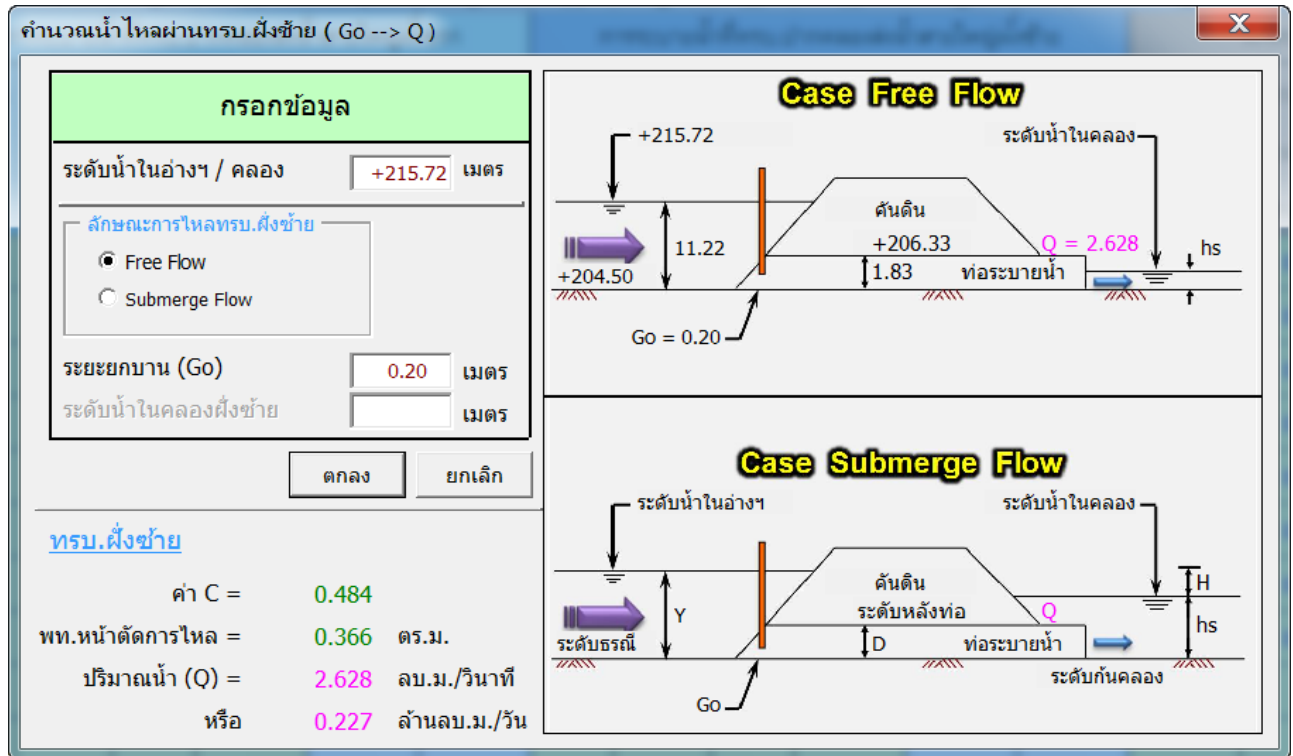 คำนวณน้ำไหลผ่านทรบ.ฝั่งซ้าย ( Go --> Q )
X
กรอกข้อมูล
ระดับน้ำในอ่างฯ / คลอง +215.72 เมตร
ลักษณะการไหลทรบ.ฝั่งซ้าย
Free Flow
Submerge Flow
ระยะยกบาน (Go) 0.20 เมตร
ระดับน้ำในคลองฝั่งซ้าย เมตร
ตกลง ยกเลิก
ทรบ.ฝั่งซ้าย
ค่า C = 0.484
พท.หน้าตัดการไหล = 0.366 ตร.ม.
ปริมาณน้ำ (Q) = 2.628 ลบ.ม./วินาที
หรือ 0.227 ล้านลบ.ม./วัน
Case Free Flow
+215.72 ระดับน้ำในคลอง
คันดิน
11.22 +206.33 Q = 2.628 hs
+204.50 1.83 ท่อระบายน้ำ
Go = 0.20
Case Submerge Flow
ระดับน้ำในอ่างฯ ระดับน้ำในคลอง
คันดิน H
Y ระดับหลังท่อ Q hs
ระดับธรณี D ท่อระบายน้ำ
ระดับก้นคลอง
Go